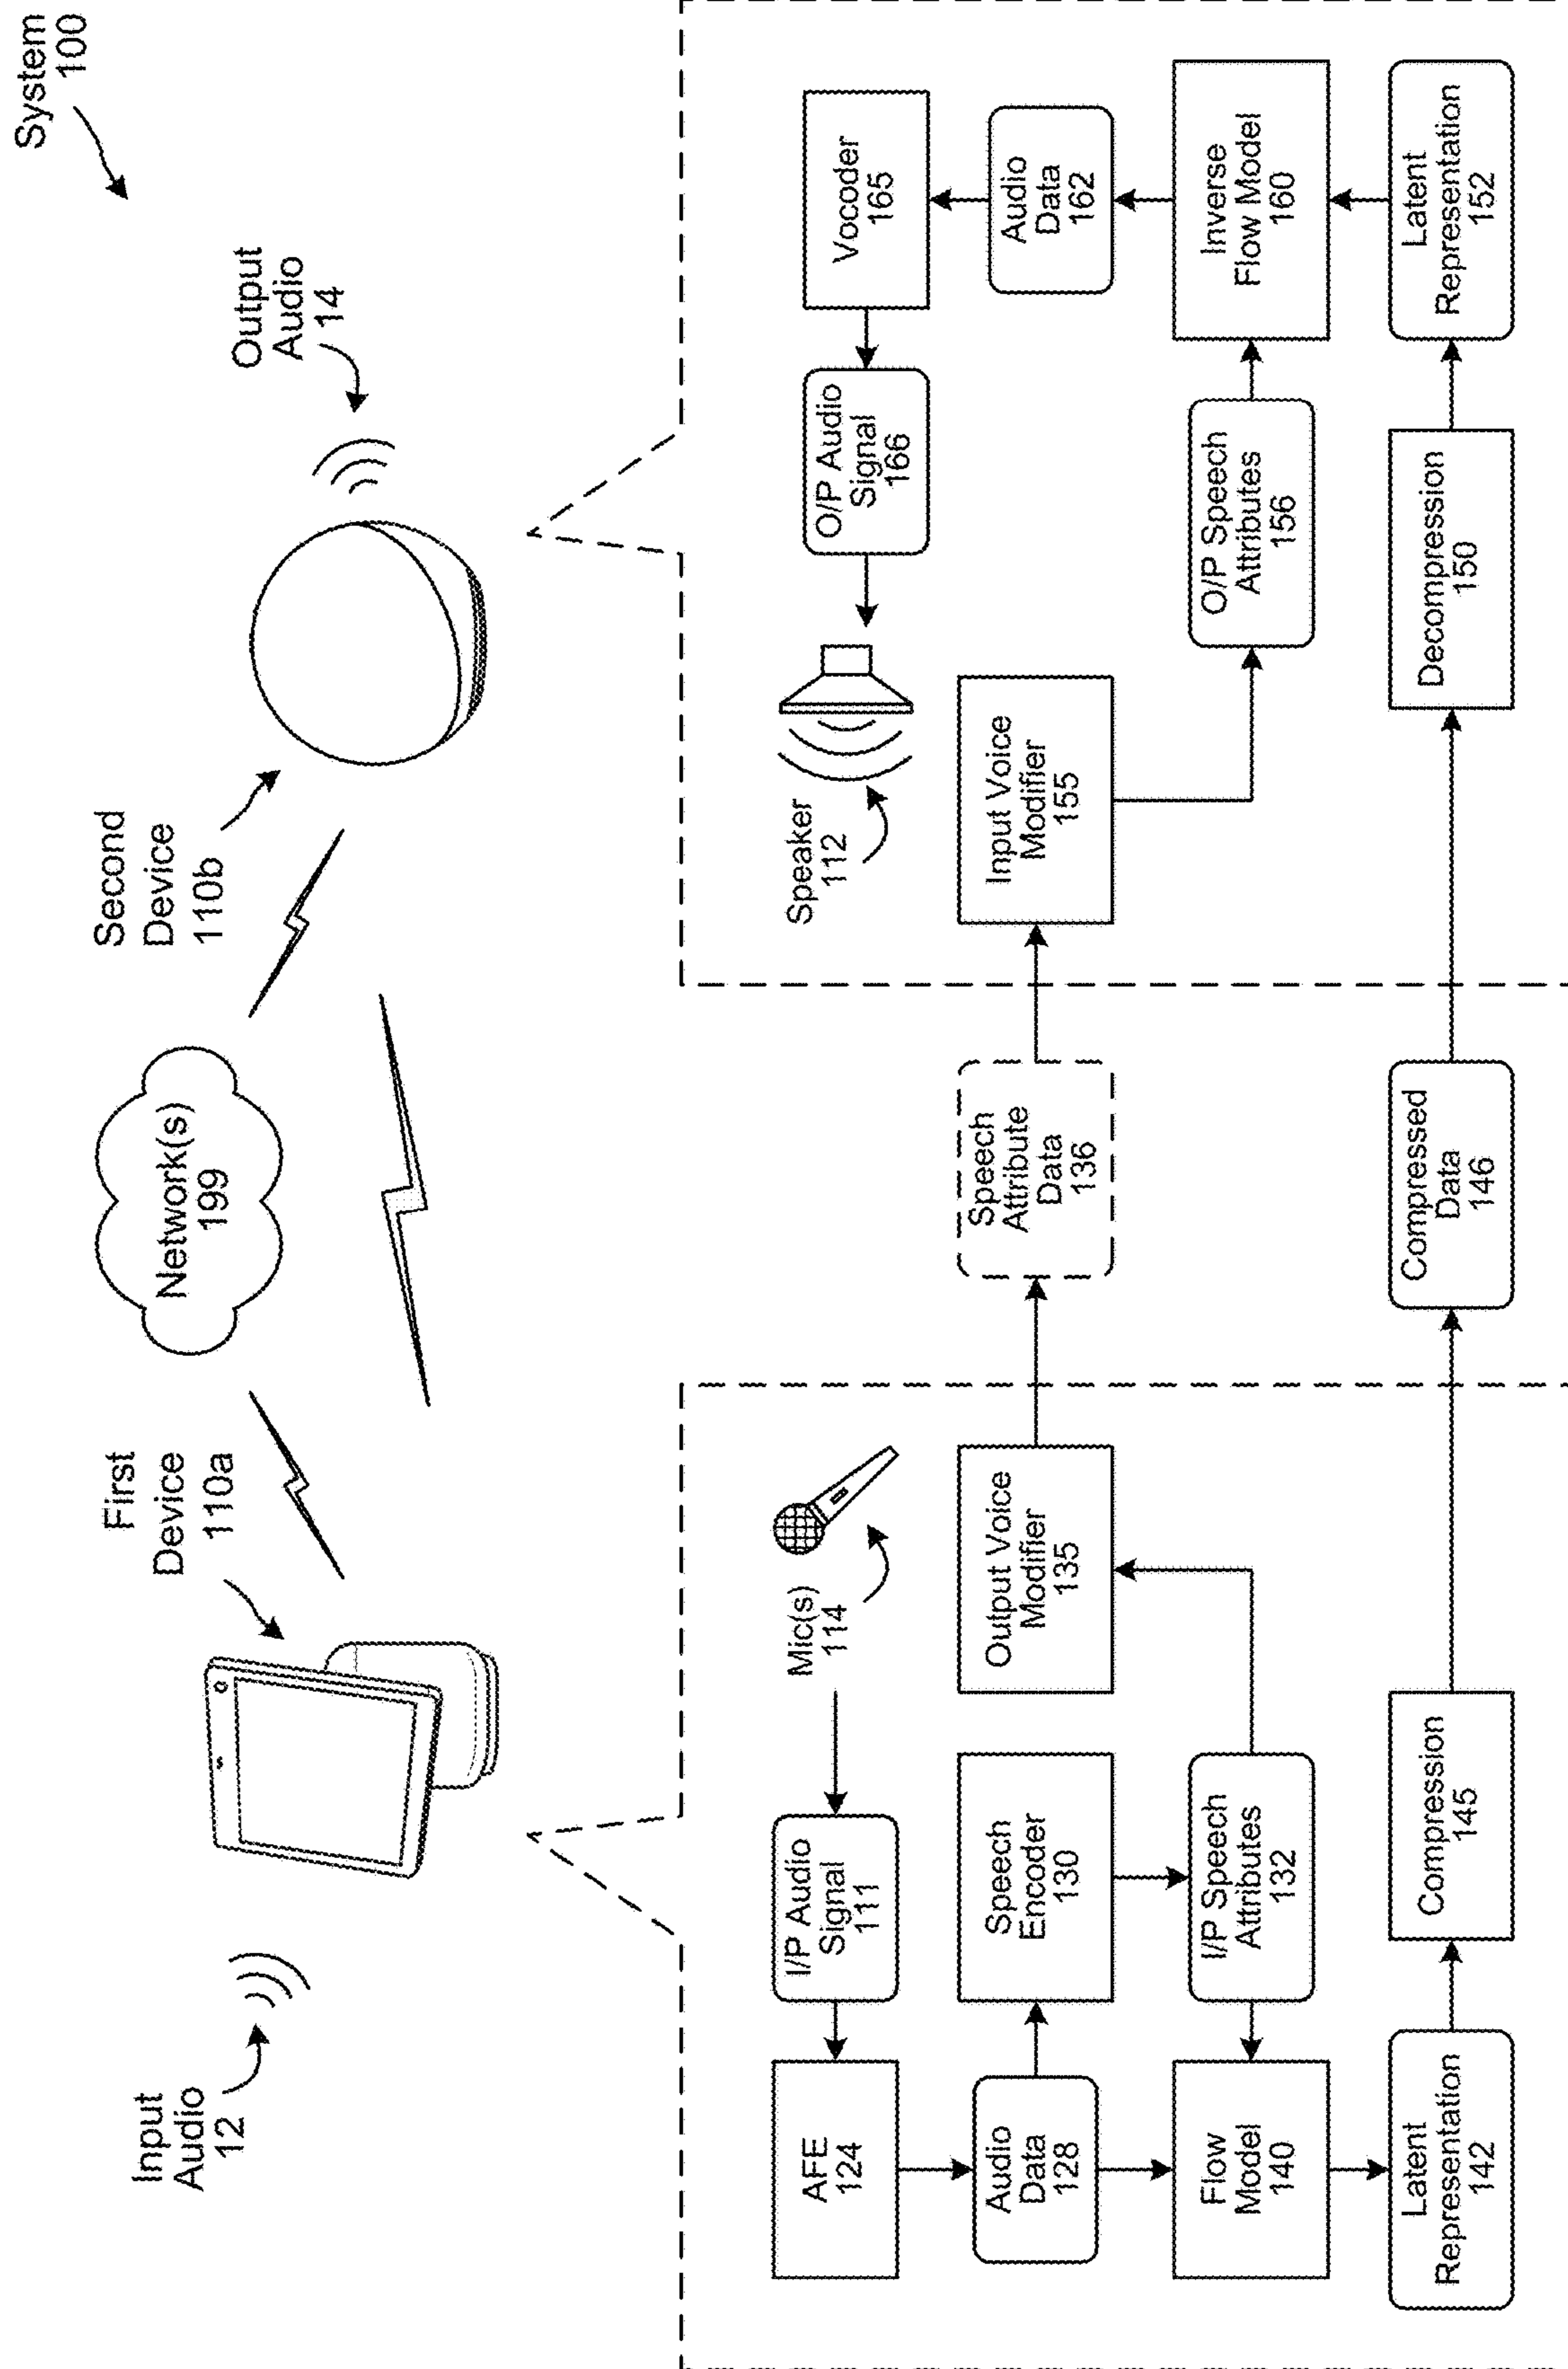 System
100
Input
Audio
12
First
Device
110a
Network(s)
199
Second
Device
110b
Output
Audio
14
Mic(s)
114
I/P Audio
Signal
111
AFE
124
Audio
Data
128
Speech
Encoder
130
I/P Speech
Attributes
132
Output Voice
Modifier
135
Flow
Model
140
Latent
Representation
142
Compression
145
Speech
Attribute
Data
136
Compressed
Data
146
Speaker
112
O/P Audio
Signal
166
Vocoder
165
Audio
Data
162
Input Voice
Modifier
155
O/P Speech
Attributes
156
Inverse
Flow Model
160
Decompression
150
Latent
Representation
152